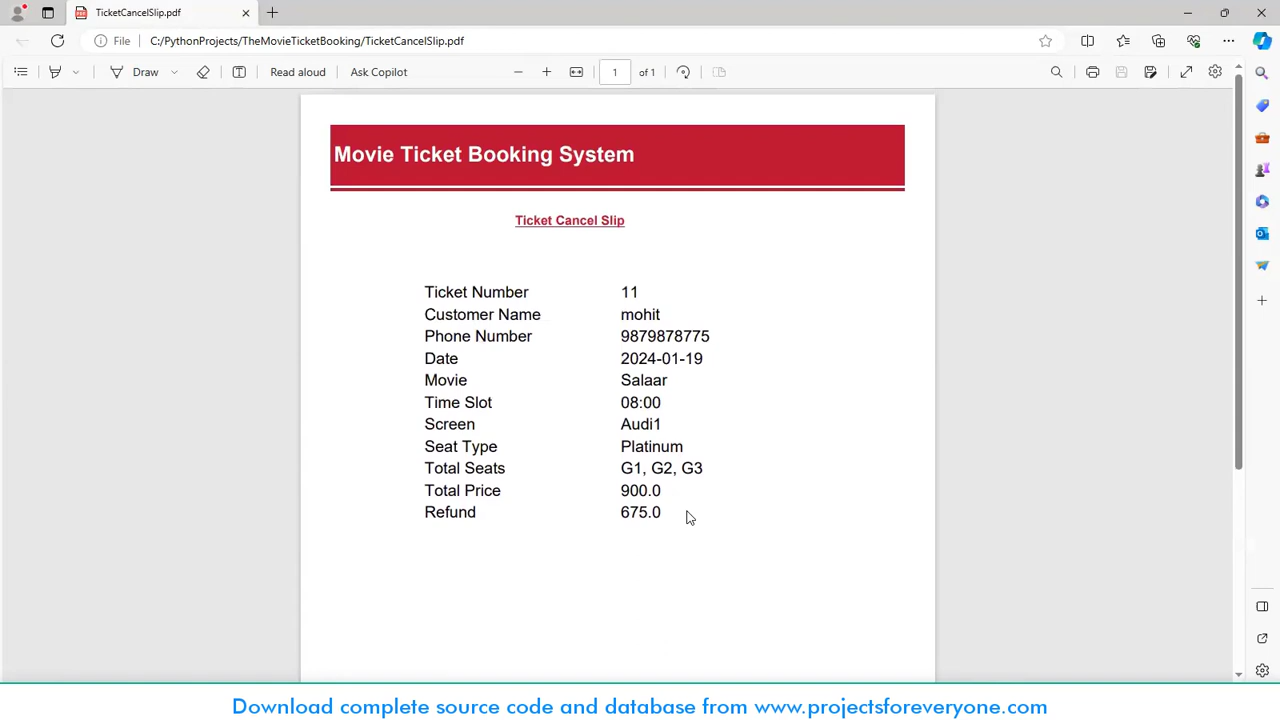 TicketCancelSlip.pdf
File C:/PythonProjects/TheMovieTicketBooking/TicketCancelSlip.pdf
Draw Read aloud Ask Copilot 1 of 1
Movie Ticket Booking System
Ticket Cancel Slip
Ticket Number 11
Customer Name mohit
Phone Number 9879878775
Date 2024-01-19
Movie Salaar
Time Slot 08:00
Screen Audi1
Seat Type Platinum
Total Seats G1, G2, G3
Total Price 900.0
Refund 675.0
Download complete source code and database from www.projectsforeveryone.com